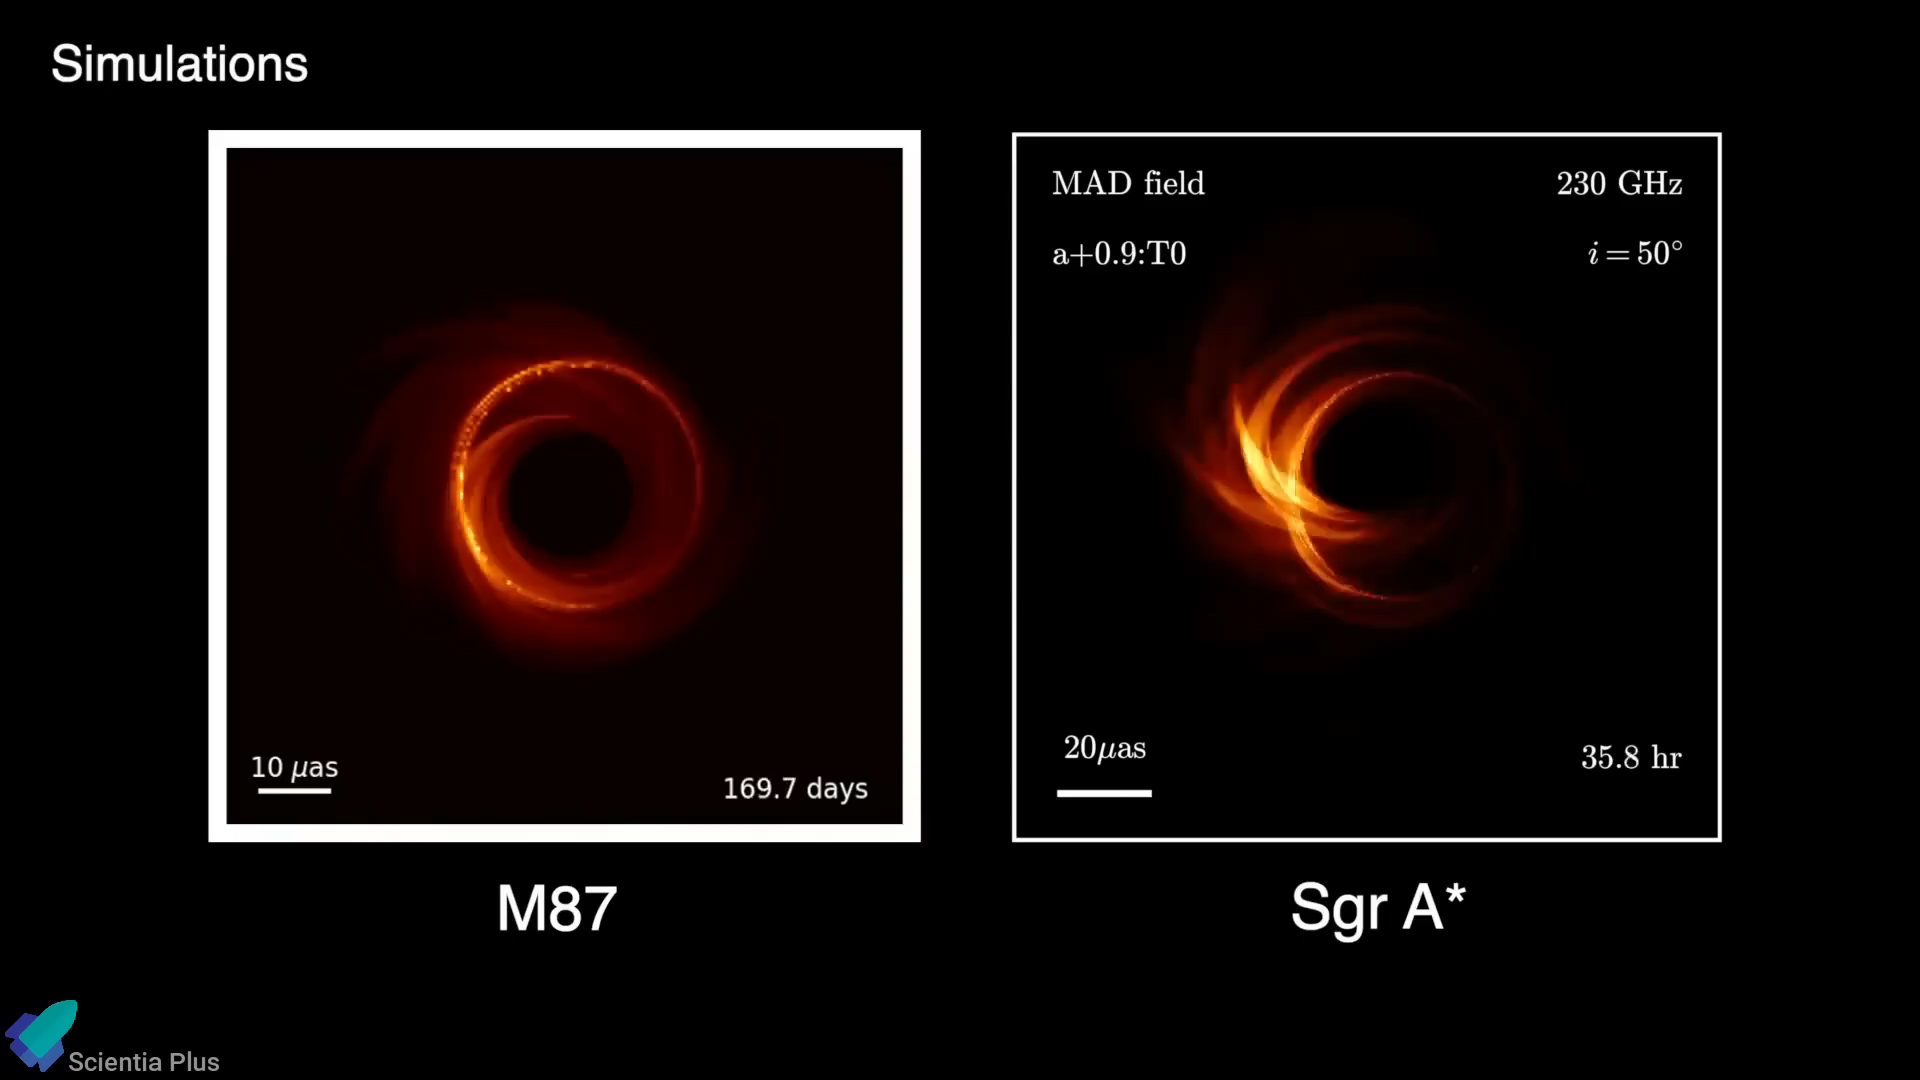 Simulations
10 μas
169.7 days
M87
MAD field
230 GHz
a+0.9:T0
i = 50°
20μas
35.8 hr
Sgr A*
Scientia Plus